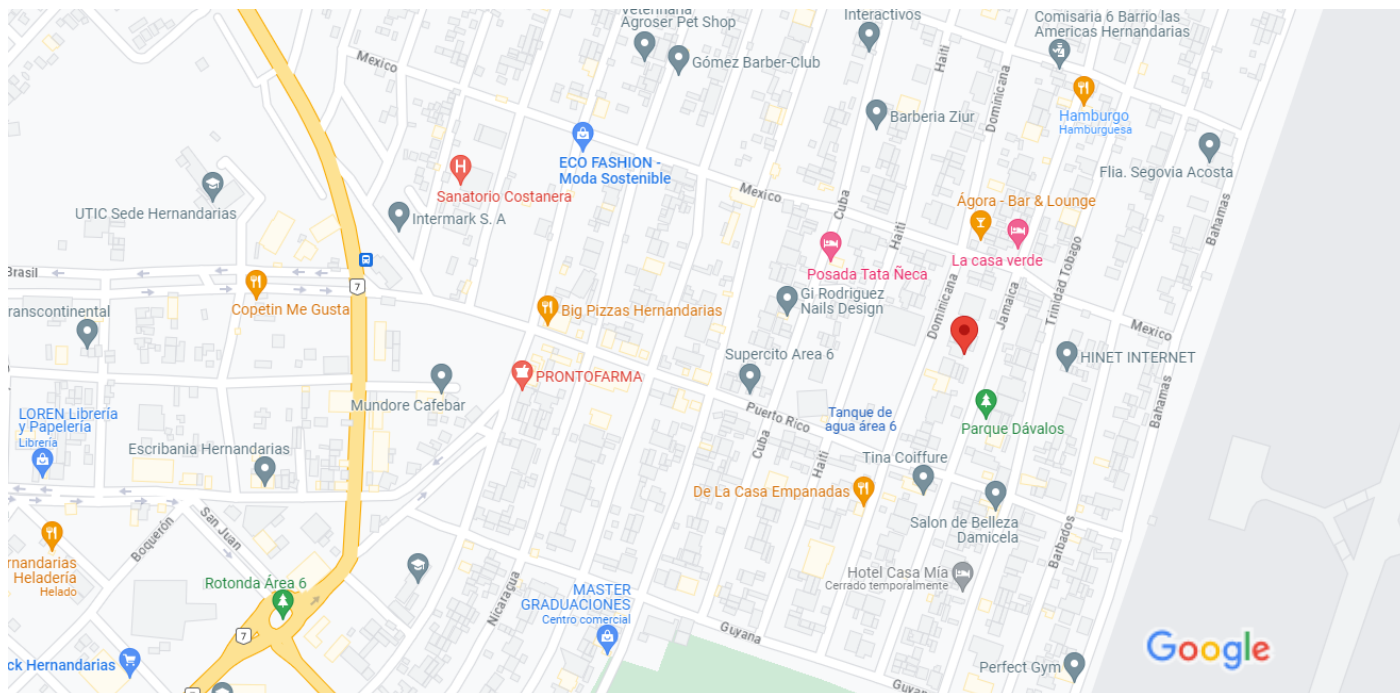 Veterinaria
Agroser Pet Shop
Interactivos
Comisaria 6 Barrio las
Americas Hernandarias
Mexico
Gómez Barber-Club
Haiti
Dominicana
Hamburgo
Hamburguesa
Barberia Ziur
ECO FASHION -
Moda Sostenible
Flia. Segovia Acosta
Sanatorio Costanera
Mexico
Cuba
UTIC Sede Hernandarias
Intermark S. A
Ágora - Bar & Lounge
Bahamas
Haiti
Trinidad Tobago
La casa verde
Posada Tata Ñeca
Brasil
7
Copetin Me Gusta
Gi Rodriguez
Nails Design
Dominicana
Jamaica
Big Pizzas Hernandarias
Mexico
ranscontinental
Supercito Area 6
HINET INTERNET
PRONTOFARMA
Mundore Cafebar
Bahamas
Puerto Rico
Tanque de
agua área 6
Parque Dávalos
LOREN Librería
y Papelería
Librería
Escribania Hernandarias
Cuba
Haiti
Tina Coiffure
De La Casa Empanadas
Boquerón
San Juan
Salon de Belleza
Damicela
Barbados
rnandarias
Heladería
Helado
Rotonda Área 6
Nicaragua
MASTER
GRADUACIONES
Centro comercial
Hotel Casa Mía
Cerrado temporalmente
7
Guyana
Google
ck Hernandarias
Perfect Gym
Guyana
7